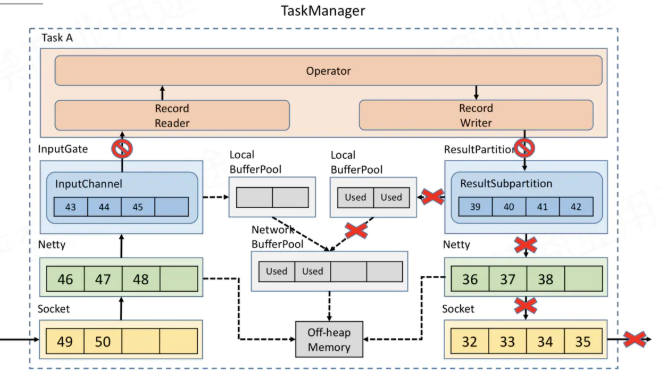 TaskManager
Task A
Operator
Record
Reader
Record
Writer
InputGate
Local
BufferPool
Local
BufferPool
ResultPartition
InputChannel
43 44 45
Used Used
ResultSubpartition
39 40 41 42
Netty
46 47 48
Network
BufferPool
Used Used
Netty
36 37 38
Socket
49 50
Off-heap
Memory
Socket
32 33 34 35